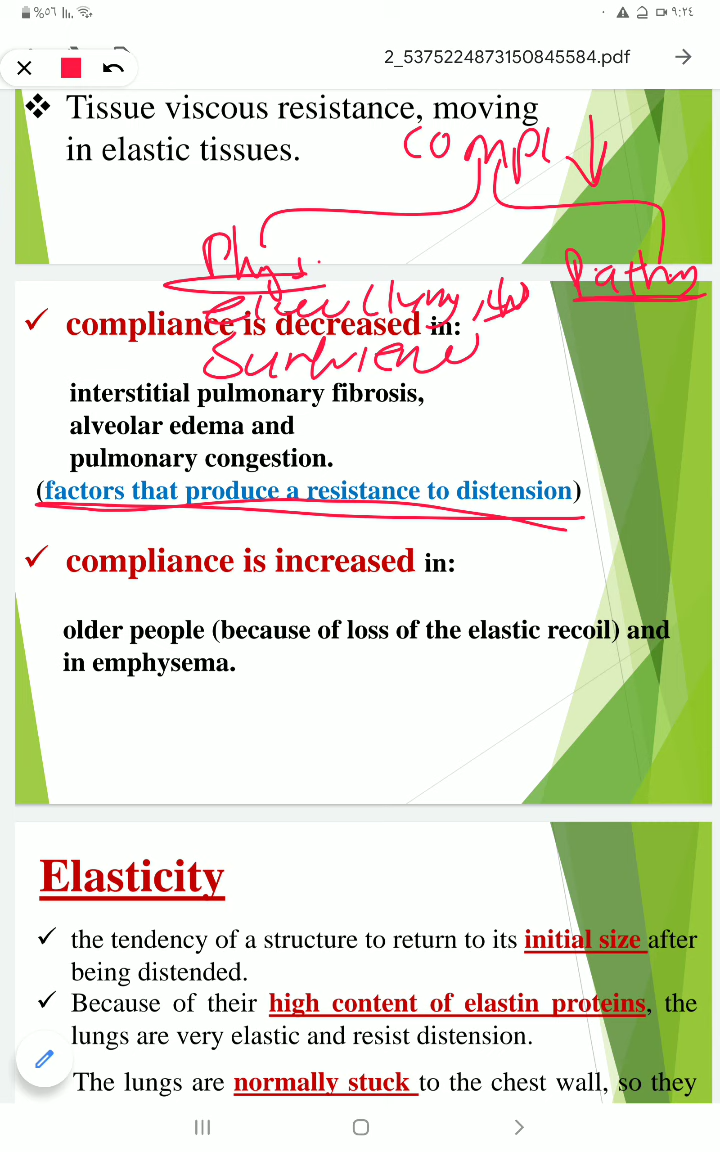 %٥٦
٩:٢٤
2_5375224873150845584.pdf
❖ Tissue viscous resistance, moving
in elastic tissues.
compl ↓
Phys.
Path
✓ compliance is decreased in:
interstitial pulmonary fibrosis,
alveolar edema and
pulmonary congestion.
(factors that produce a resistance to distension)
✓ compliance is increased in:
older people (because of loss of the elastic recoil) and
in emphysema.
Elasticity
✓ the tendency of a structure to return to its initial size after
being distended.
✓ Because of their high content of elastin proteins, the
lungs are very elastic and resist distension.
The lungs are normally stuck to the chest wall, so they